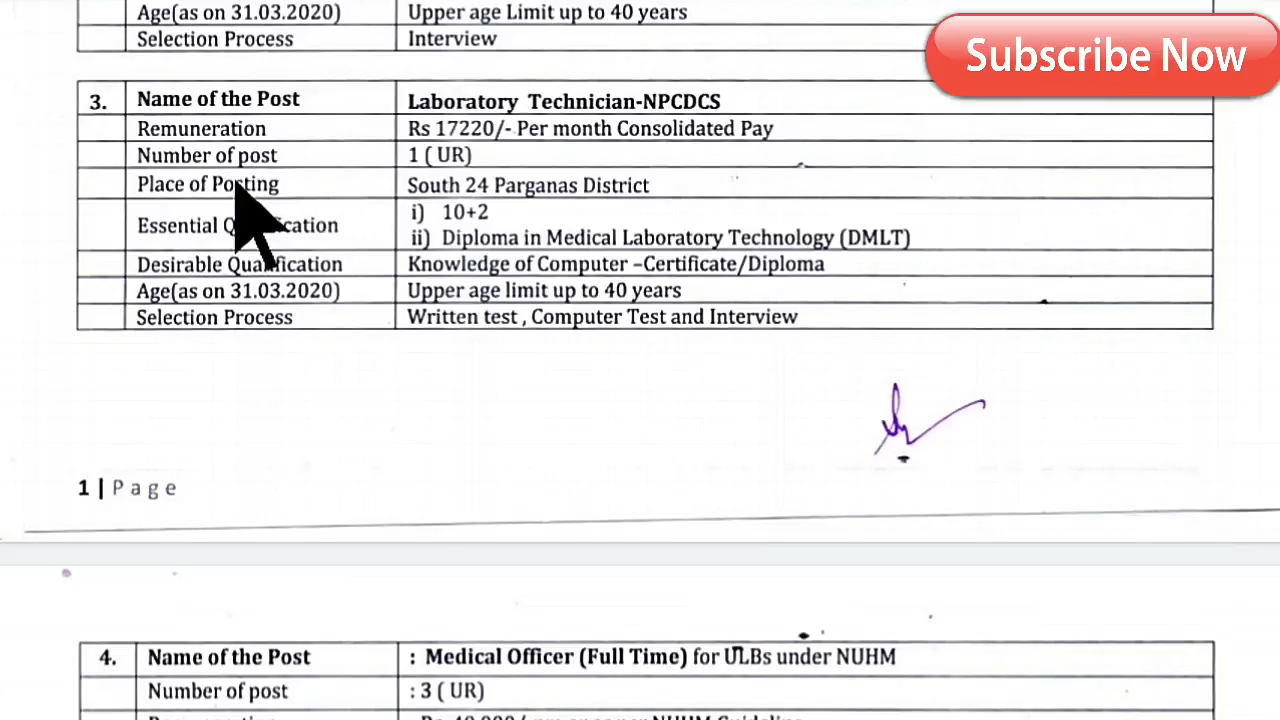 Age(as on 31.03.2020) Upper age Limit up to 40 years
Selection Process Interview
Subscribe Now
3. Name of the Post Laboratory Technician-NPCDCS
Remuneration Rs 17220/- Per month Consolidated Pay
Number of post 1 ( UR)
Place of Posting South 24 Parganas District
Essential Qualification i) 10+2
ii) Diploma in Medical Laboratory Technology (DMLT)
Desirable Qualification Knowledge of Computer –Certificate/Diploma
Age(as on 31.03.2020) Upper age limit up to 40 years
Selection Process Written test , Computer Test and Interview
1 | P a g e
4. Name of the Post : Medical Officer (Full Time) for ULBs under NUHM
Number of post : 3 ( UR)